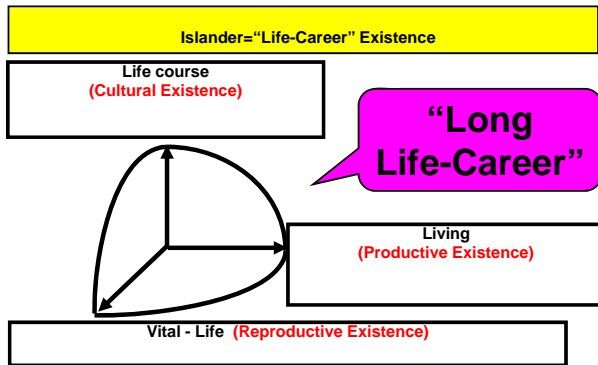 Islander="Life-Career" Existence
Life course
(Cultural Existence)
“Long
Life-Career”
Living
(Productive Existence)
Vital - Life (Reproductive Existence)